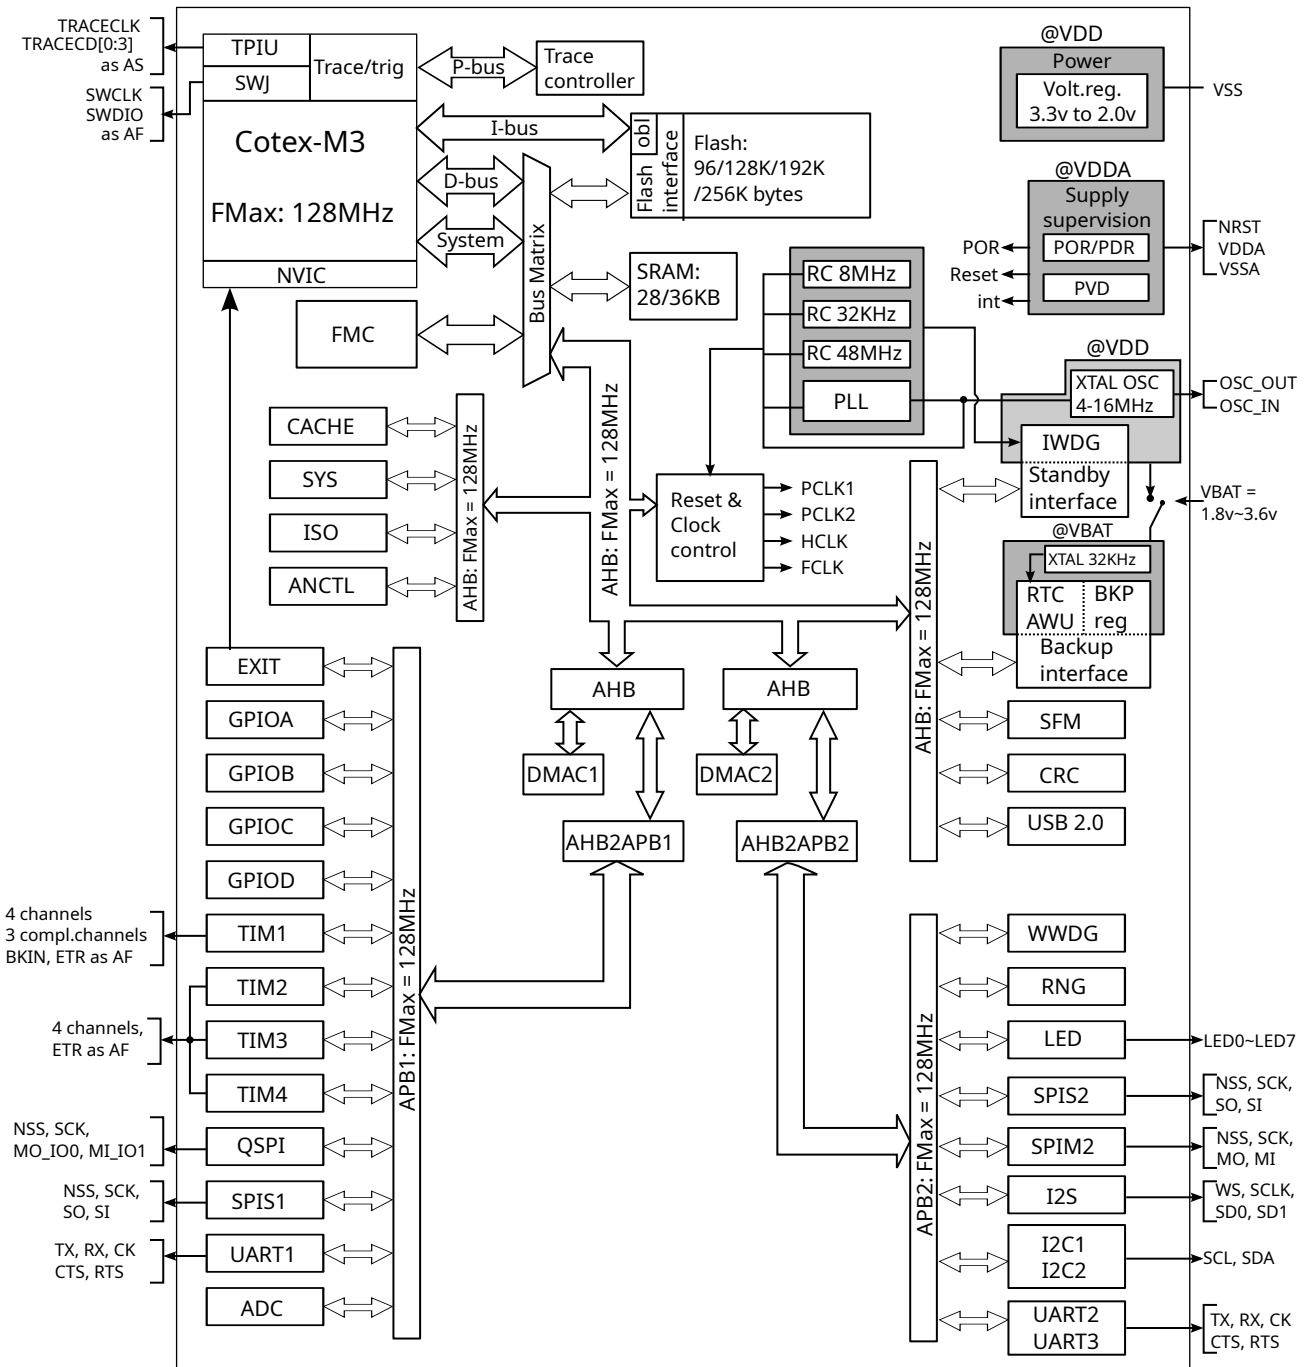 TRACECLK
TRACECD[0:3]
as AS
SWCLK
SWDIO
as AF
TPIU
SWJ
Trace/trig
Cotex-M3
FMax: 128MHz
NVIC
P-bus
Trace
controller
I-bus
D-bus
System
Bus Matrix
obl
Flash
interface
Flash:
96/128K/192K
/256K bytes
SRAM:
28/36KB
FMC
@VDD
Power
Volt.reg.
3.3v to 2.0v
VSS
@VDDA
Supply
supervision
POR/PDR
PVD
POR
Reset
int
NRST
VDDA
VSSA
RC 8MHz
RC 32KHz
RC 48MHz
PLL
@VDD
XTAL OSC
4-16MHz
OSC_OUT
OSC_IN
IWDG
Standby
interface
VBAT =
1.8v~3.6v
@VBAT
XTAL 32KHz
RTC
AWU
BKP
reg
Backup
interface
CACHE
SYS
ISO
ANCTL
AHB: FMax = 128MHz
AHB: FMax = 128MHz
Reset &
Clock
control
PCLK1
PCLK2
HCLK
FCLK
AHB: FMax = 128MHz
SFM
CRC
USB 2.0
AHB
AHB
DMAC1
DMAC2
AHB2APB1
AHB2APB2
EXIT
GPIOA
GPIOB
GPIOC
GPIOD
TIM1
TIM2
TIM3
TIM4
QSPI
SPIS1
UART1
ADC
4 channels
3 compl.channels
BKIN, ETR as AF
4 channels,
ETR as AF
NSS, SCK,
MO_IO0, MI_IO1
NSS, SCK,
SO, SI
TX, RX, CK
CTS, RTS
APB1: FMax = 128MHz
APB2: FMax = 128MHz
WWDG
RNG
LED
SPIS2
SPIM2
I2S
I2C1
I2C2
UART2
UART3
LED0~LED7
NSS, SCK,
SO, SI
NSS, SCK,
MO, MI
WS, SCLK,
SD0, SD1
SCL, SDA
TX, RX, CK
CTS, RTS